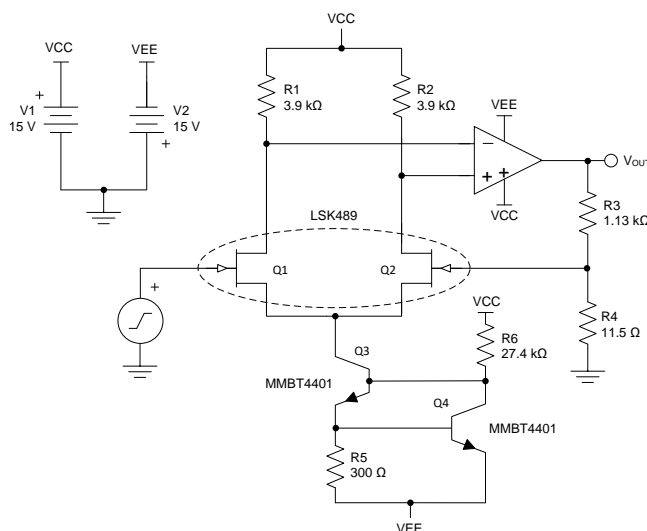 VCC
VCC
VEE
V1
15 V
V2
15 V
+
+
R1
3.9 kΩ
R2
3.9 kΩ
VEE
−
+
+
VCC
VOUT
R3
1.13 kΩ
LSK489
Q1
Q2
+
R4
11.5 Ω
VCC
R6
27.4 kΩ
Q3
MMBT4401
Q4
MMBT4401
R5
300 Ω
VEE